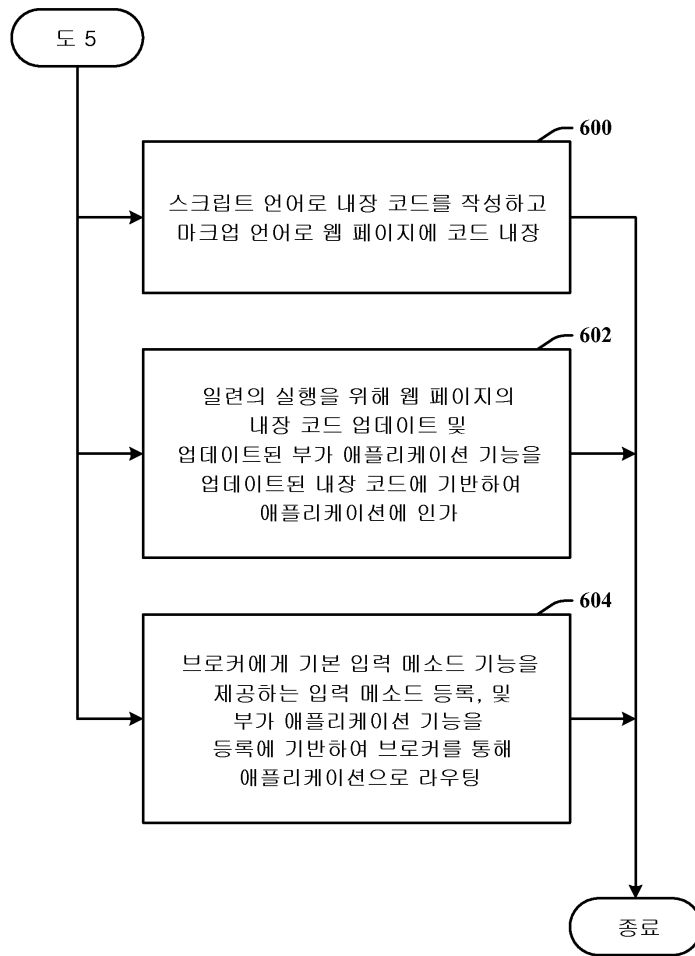 도 5
600
스크립트 언어로 내장 코드를 작성하고
마크업 언어로 웹 페이지에 코드 내장
602
일련의 실행을 위해 웹 페이지의
내장 코드 업데이트 및
업데이트된 부가 애플리케이션 기능을
업데이트된 내장 코드에 기반하여
애플리케이션에 인가
604
브로커에게 기본 입력 메소드 기능을
제공하는 입력 메소드 등록, 및
부가 애플리케이션 기능을
등록에 기반하여 브로커를 통해
애플리케이션으로 라우팅
종료